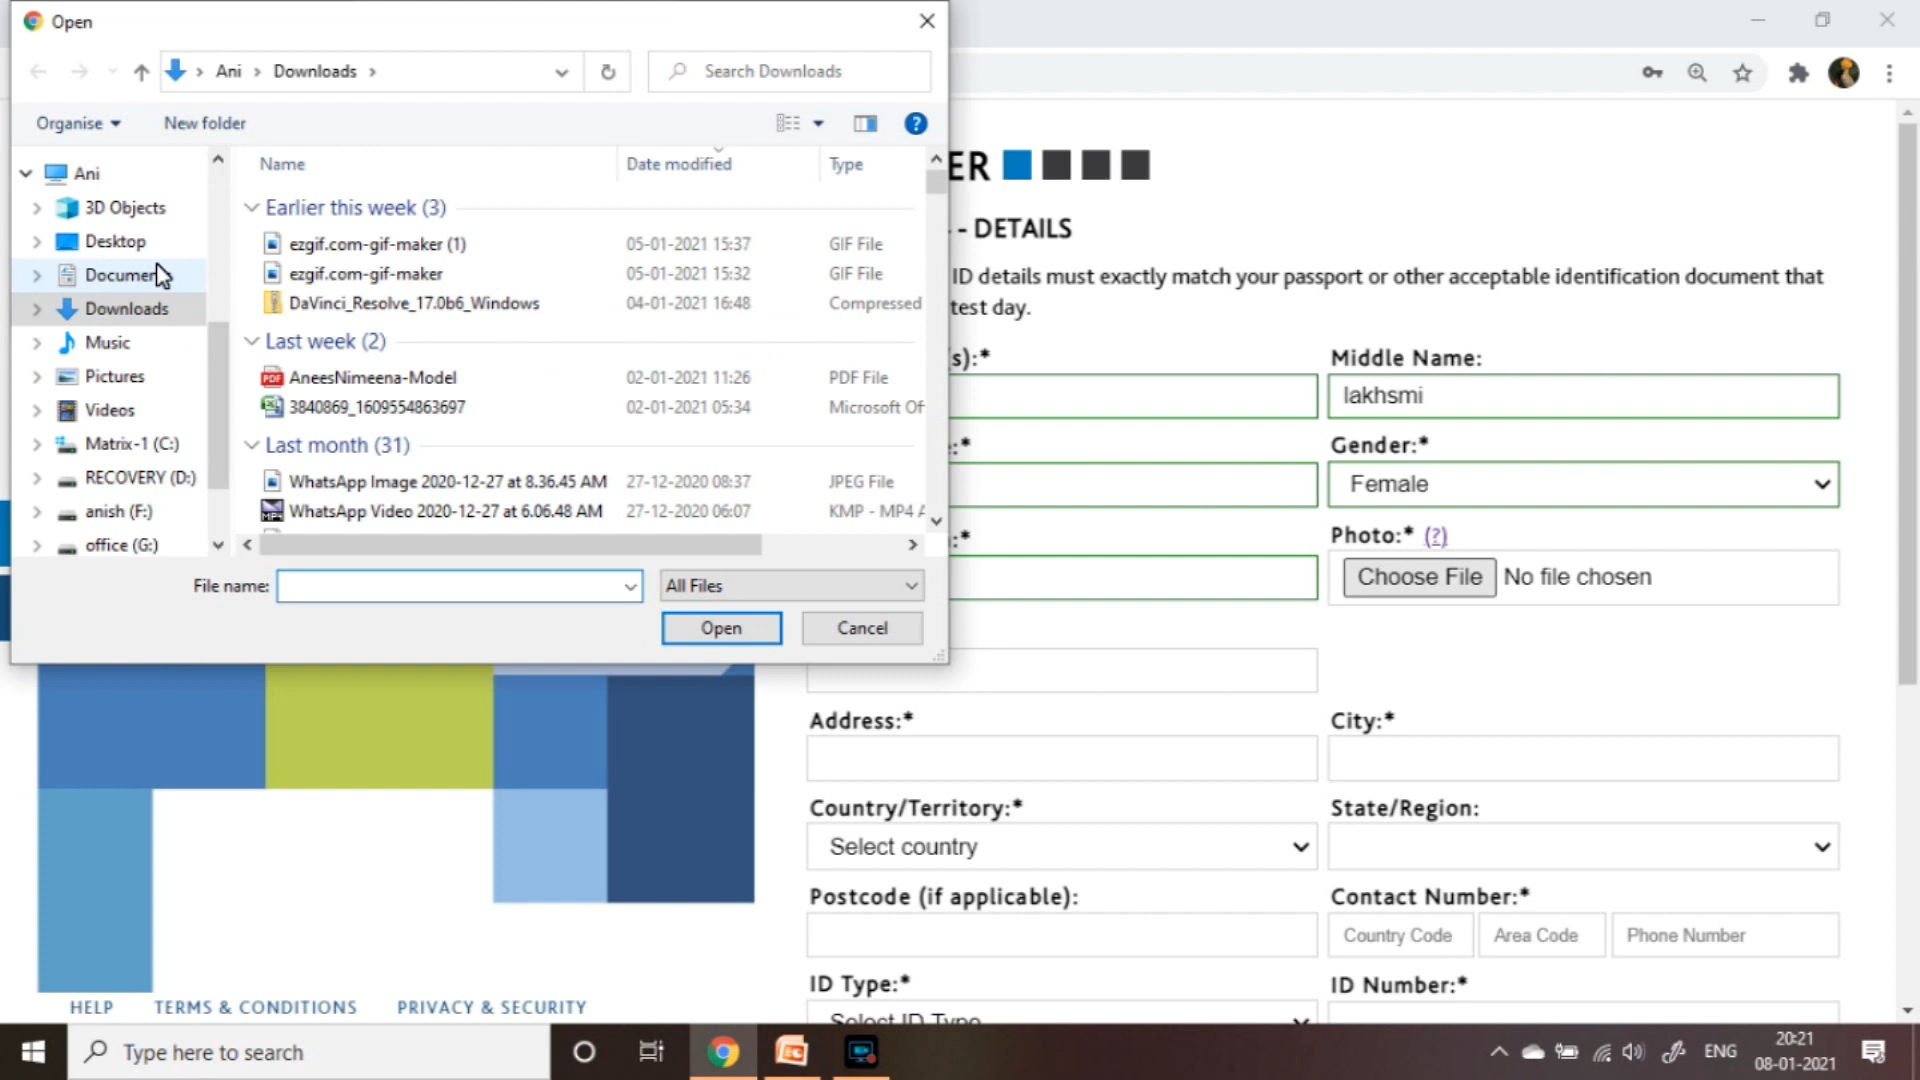 Open
Ani
Downloads
Search Downloads
Organise
New folder
Ani
3D Objects
Desktop
Downloads
Music
Pictures
Videos
Matrix-1 (C:)
RECOVERY (D:)
anish (F:)
office (G:)
Name Date modified Type
Earlier this week (3)
ezgif.com-gif-maker (1) 05-01-2021 15:37 GIF File
ezgif.com-gif-maker 05-01-2021 15:32 GIF File
DaVinci_Resolve_17.0b6_Windows 04-01-2021 16:48 Compressed
Last week (2)
AneesNimeena-Model 02-01-2021 11:26 PDF File
3840869_1609554863697 02-01-2021 05:34 Microsoft Of
Last month (31)
WhatsApp Image 2020-12-27 at 8.36.45 AM 27-12-2020 08:37 JPEG File
WhatsApp Video 2020-12-27 at 6.06.48 AM 27-12-2020 06:07 KMP - MP4 A
File name:
All Files
Open
Cancel
ER
- DETAILS
ID details must exactly match your passport or other acceptable identification document that
test day.
s):*
Middle Name:
lakhsmi
:*
Gender:*
Female
:*
Photo:* (?)
Choose File No file chosen
Address:*
City:*
Country/Territory:*
State/Region:
Select country
Postcode (if applicable):
Contact Number:*
Country Code
Area Code
Phone Number
ID Type:*
ID Number:*
Select ID Type
HELP
TERMS & CONDITIONS
PRIVACY & SECURITY
Type here to search
ENG
20:21
08-01-2021